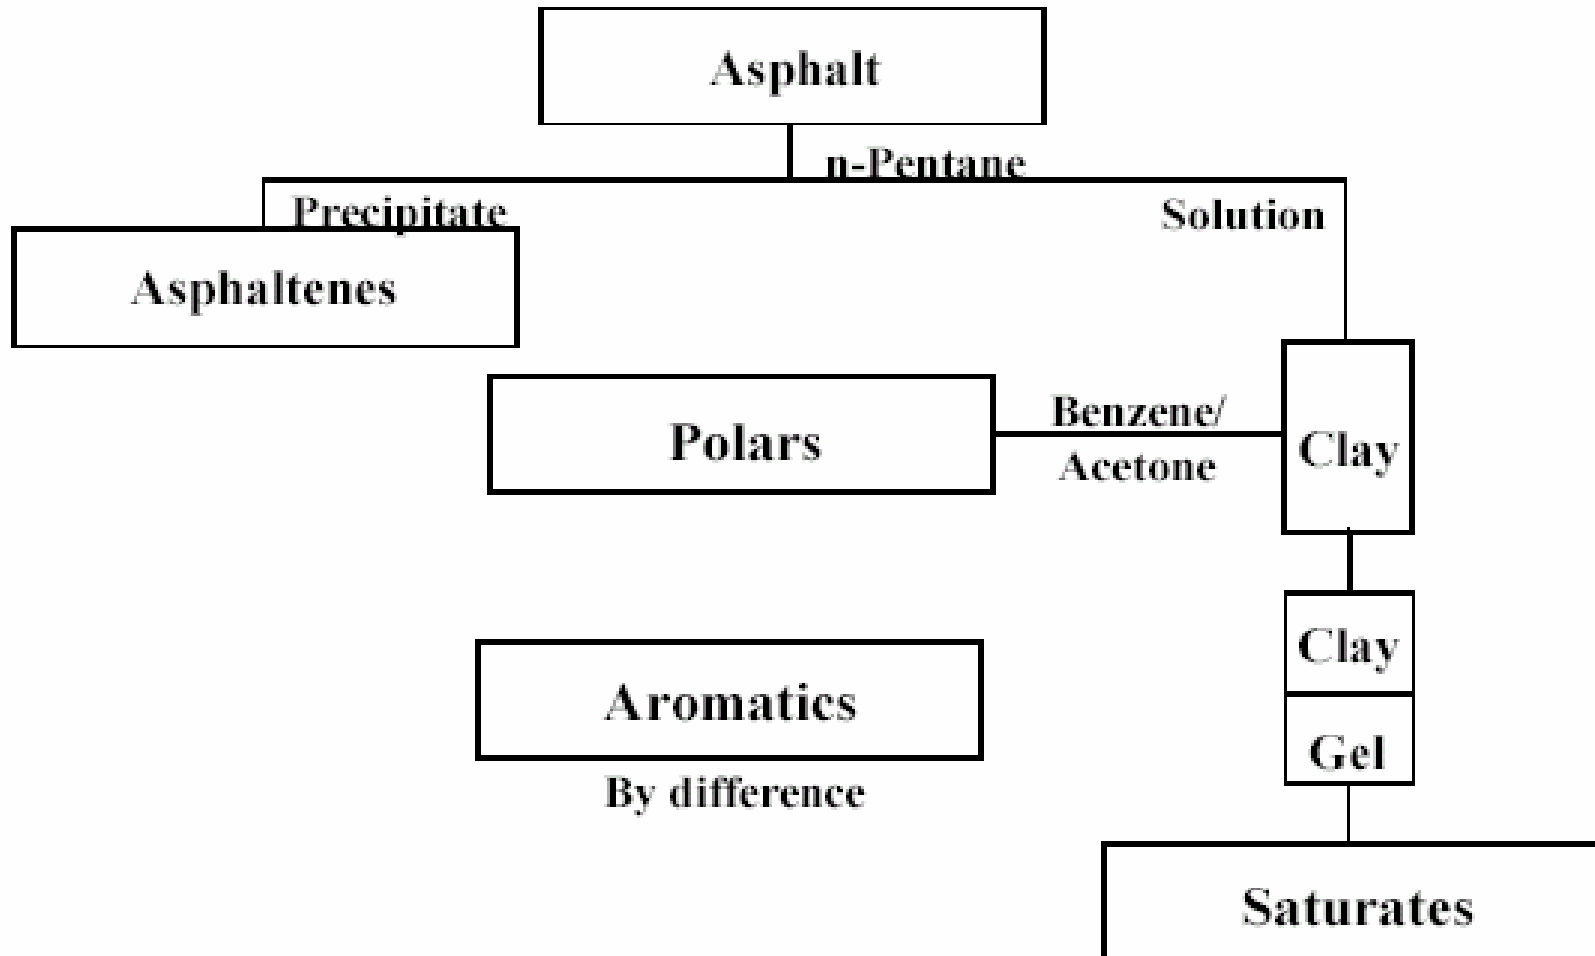 Asphalt
n-Pentane
Precipitate
Solution
Asphaltenes
Polars
Benzene/
Acetone
Clay
Clay
Aromatics
Gel
By difference
Saturates